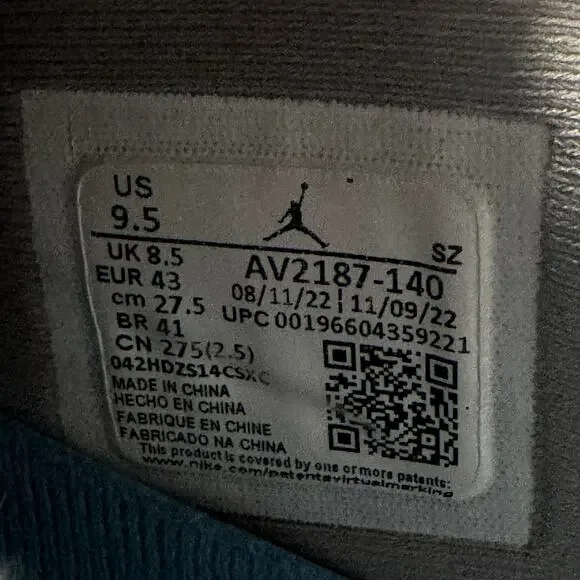 US
9.5
SZ
UK 8.5
AV2187-140
EUR 43
08/11/22 | 11/09/22
cm 27.5
UPC 00196604359221
BR 41
CN 275(2.5)
042HDZS14CSXC
MADE IN CHINA
HECHO EN CHINA
FABRIQUE EN CHINE
FABRICADO NA CHINA
This product is covered by one or more patents:
www.nike.com/patentsvirtualmarking